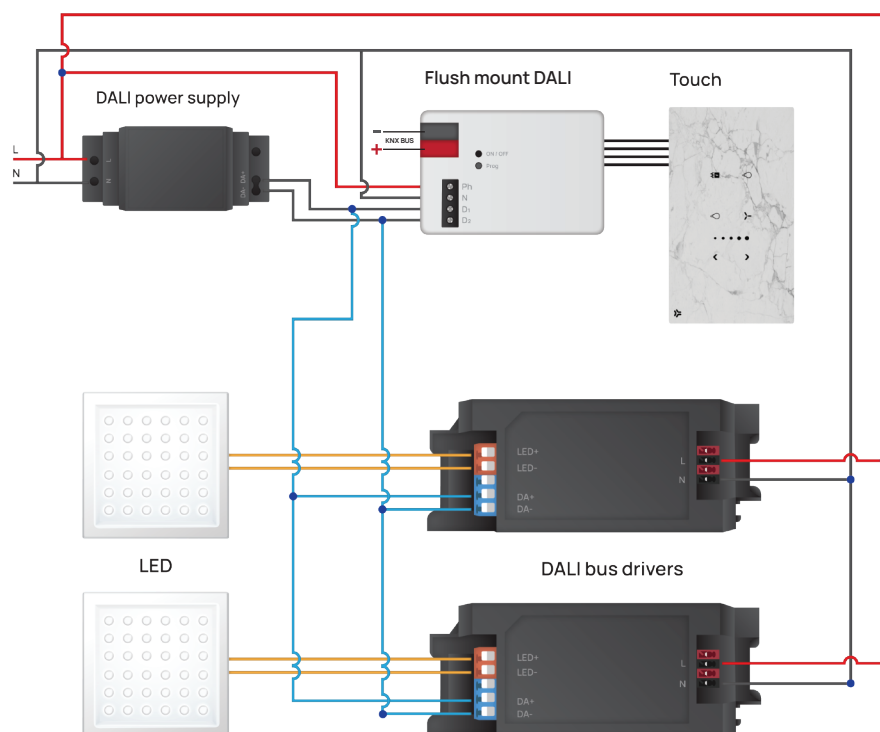 Flush mount DALI
Touch
DALI power supply
L
N
L
N
DA- DA+
−
KNX BUS
+
ON / OFF
Prog
Ph
N
D1
D2
LED+
LED-
DA+
DA-
L
N
LED
DALI bus drivers
LED+
LED-
DA+
DA-
L
N